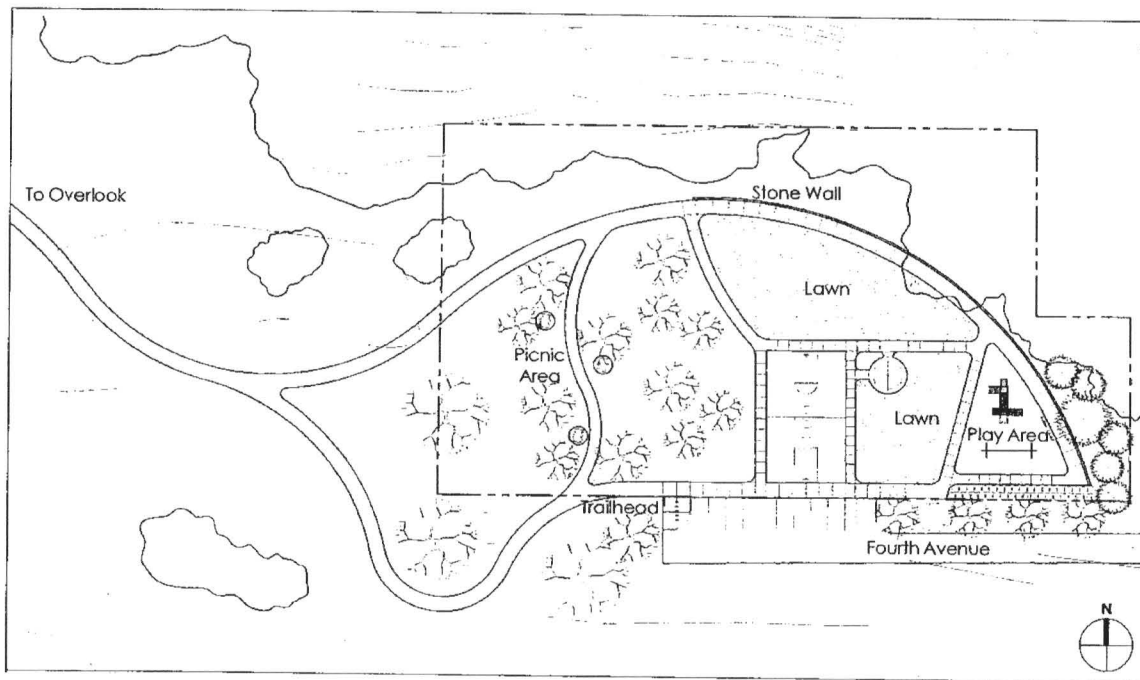 To Overlook
Stone Wall
Lawn
Picnic
Area
Lawn
Play Area
Trailhead
Fourth Avenue
N